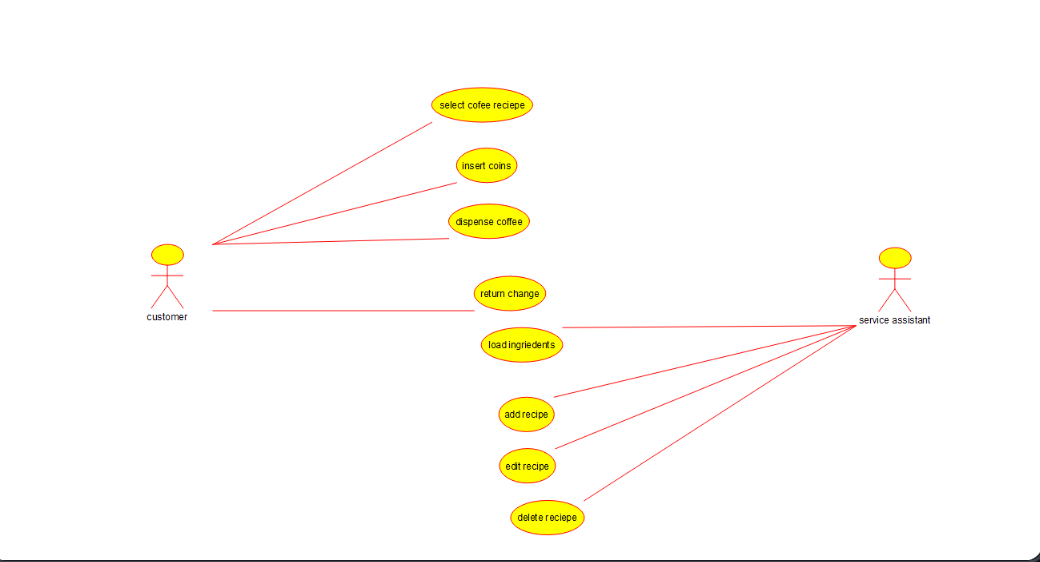 select cofee reciepe
insert coins
dispense coffee
return change
customer
service assistant
load ingriedents
add recipe
edit recipe
delete reciepe